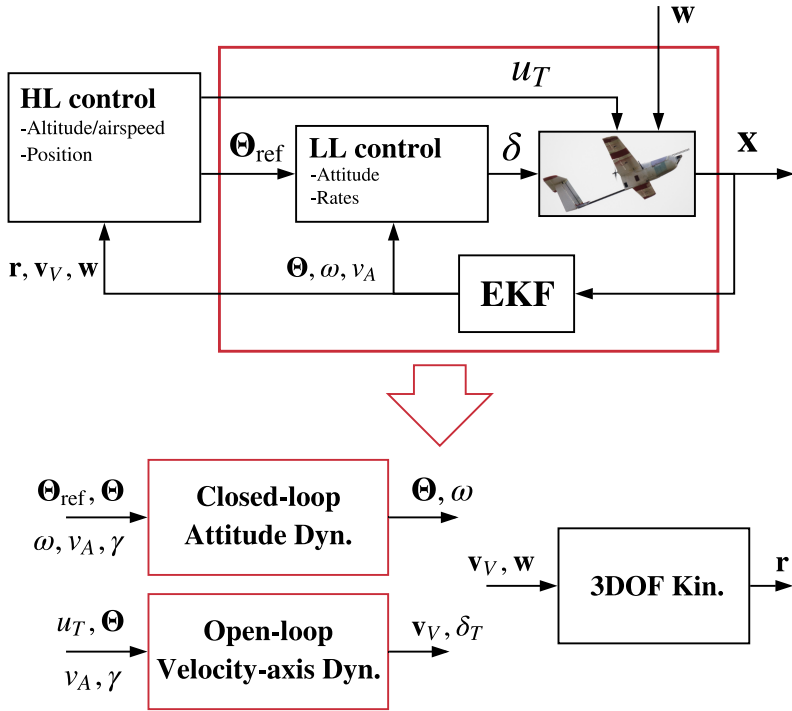 w
HL control
-Altitude/airspeed
-Position
u_T
Θ_ref
LL control
-Attitude
-Rates
δ
x
r, v_V, w
Θ, ω, v_A
EKF
Θ_ref, Θ
ω, v_A, γ
Closed-loop
Attitude Dyn.
Θ, ω
v_V, w
3DOF Kin.
r
u_T, Θ
v_A, γ
Open-loop
Velocity-axis Dyn.
v_V, δ_T